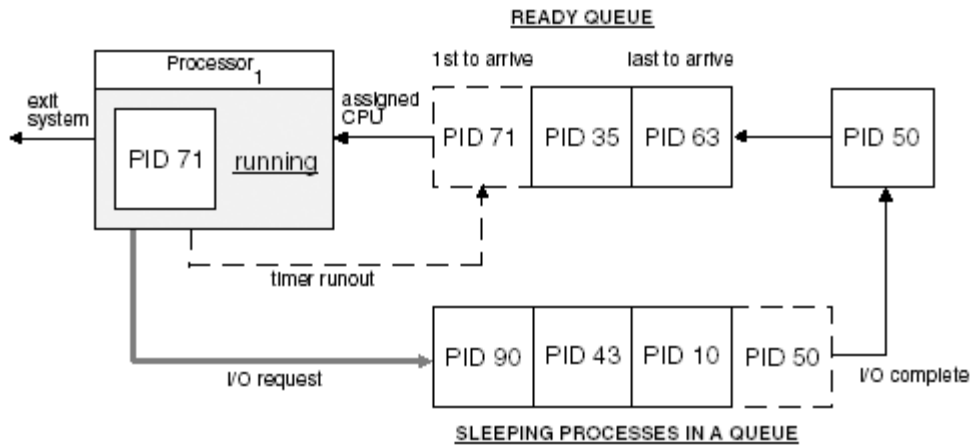 READY QUEUE
Processor 1
1st to arrive
last to arrive
exit
system
assigned
CPU
PID 71
running
PID 71
PID 35
PID 63
PID 50
timer runout
I/O request
PID 90
PID 43
PID 10
PID 50
I/O complete
SLEEPING PROCESSES IN A QUEUE